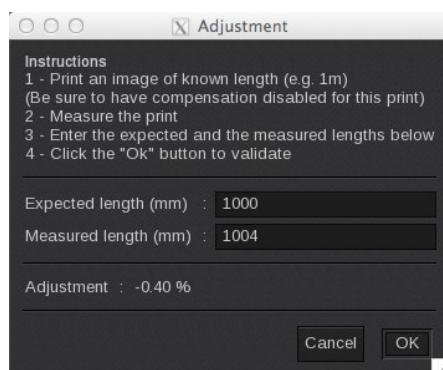 Adjustment
Instructions
1 - Print an image of known length (e.g. 1m)
(Be sure to have compensation disabled for this print)
2 - Measure the print
3 - Enter the expected and the measured lengths below
4 - Click the "Ok" button to validate
Expected length (mm) : 1000
Measured length (mm) : 1004
Adjustment : -0.40 %
Cancel OK